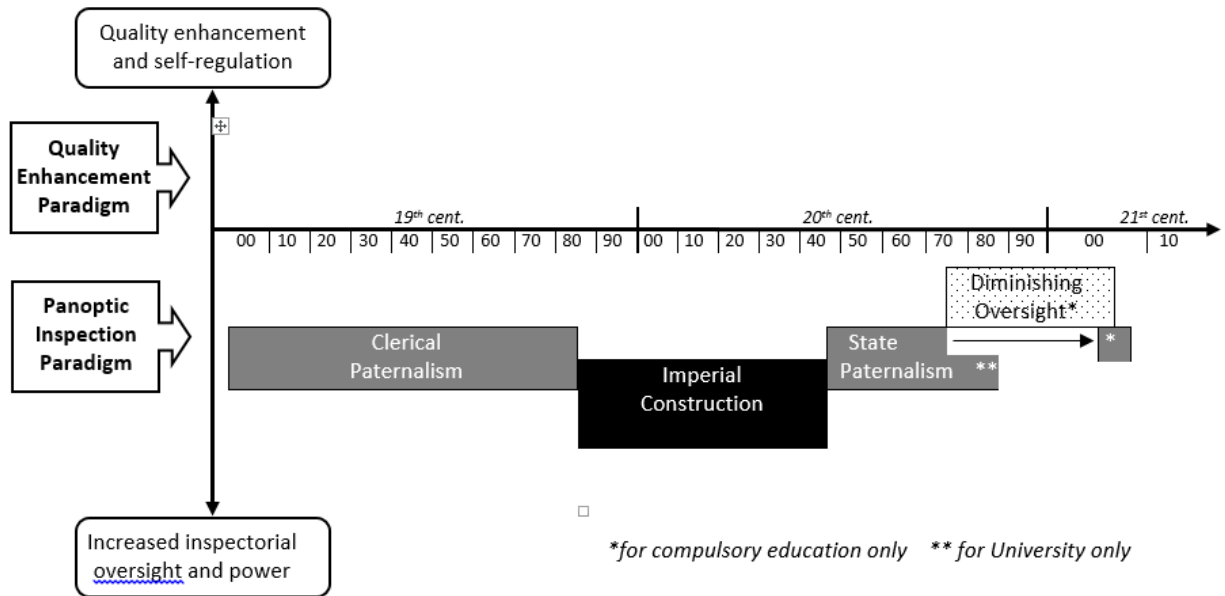 Quality enhancement
and self-regulation
Quality
Enhancement
Paradigm
19th cent.
20th cent.
21st cent.
00 10 20 30 40 50 60 70 80 90 00 10 20 30 40 50 60 70 80 90 00 10
Panoptic
Inspection
Paradigm
Diminishing
Oversight*
Clerical
Paternalism
Imperial
Construction
State
Paternalism **
*
Increased inspectorial
oversight and power
*for compulsory education only ** for University only